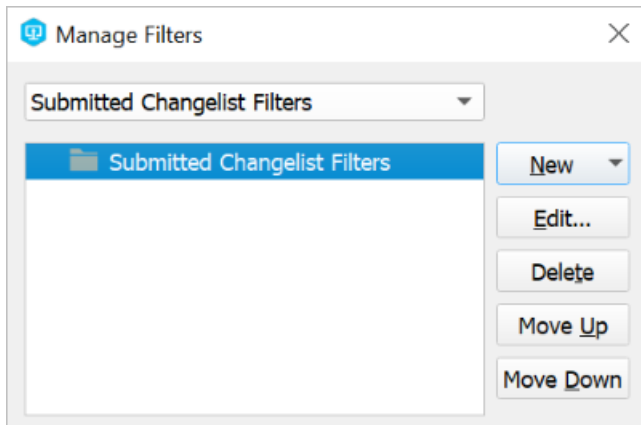 Manage Filters
Submitted Changelist Filters
Submitted Changelist Filters
New
Edit...
Delete
Move Up
Move Down